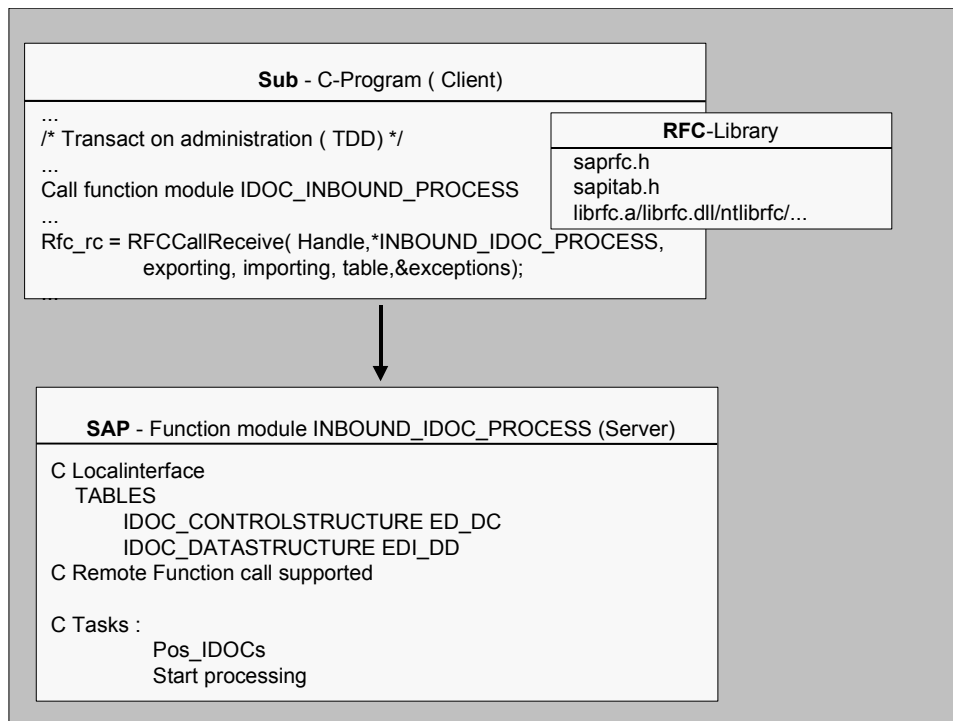 Sub - C-Program ( Client)
...
/* Transact on administration ( TDD) */
...
Call function module IDOC_INBOUND_PROCESS
...
Rfc_rc = RFCCallReceive( Handle,*INBOUND_IDOC_PROCESS,
exporting, importing, table,&exceptions);
...
RFC-Library
saprfc.h
sapitab.h
librfc.a/librfc.dll/ntlibrfc/...
SAP - Function module INBOUND_IDOC_PROCESS (Server)
C Localinterface
TABLES
IDOC_CONTROLSTRUCTURE ED_DC
IDOC_DATASTRUCTURE EDI_DD
C Remote Function call supported
C Tasks :
Pos_IDOCs
Start processing